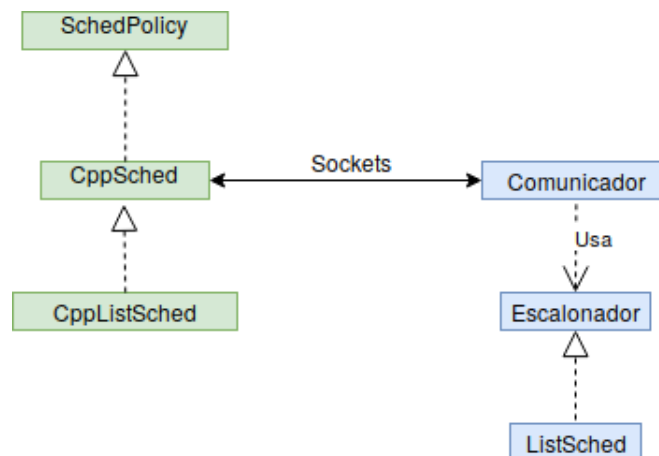 SchedPolicy
CppSched
Sockets
Comunicador
Usa
CppListSched
Escalonador
ListSched